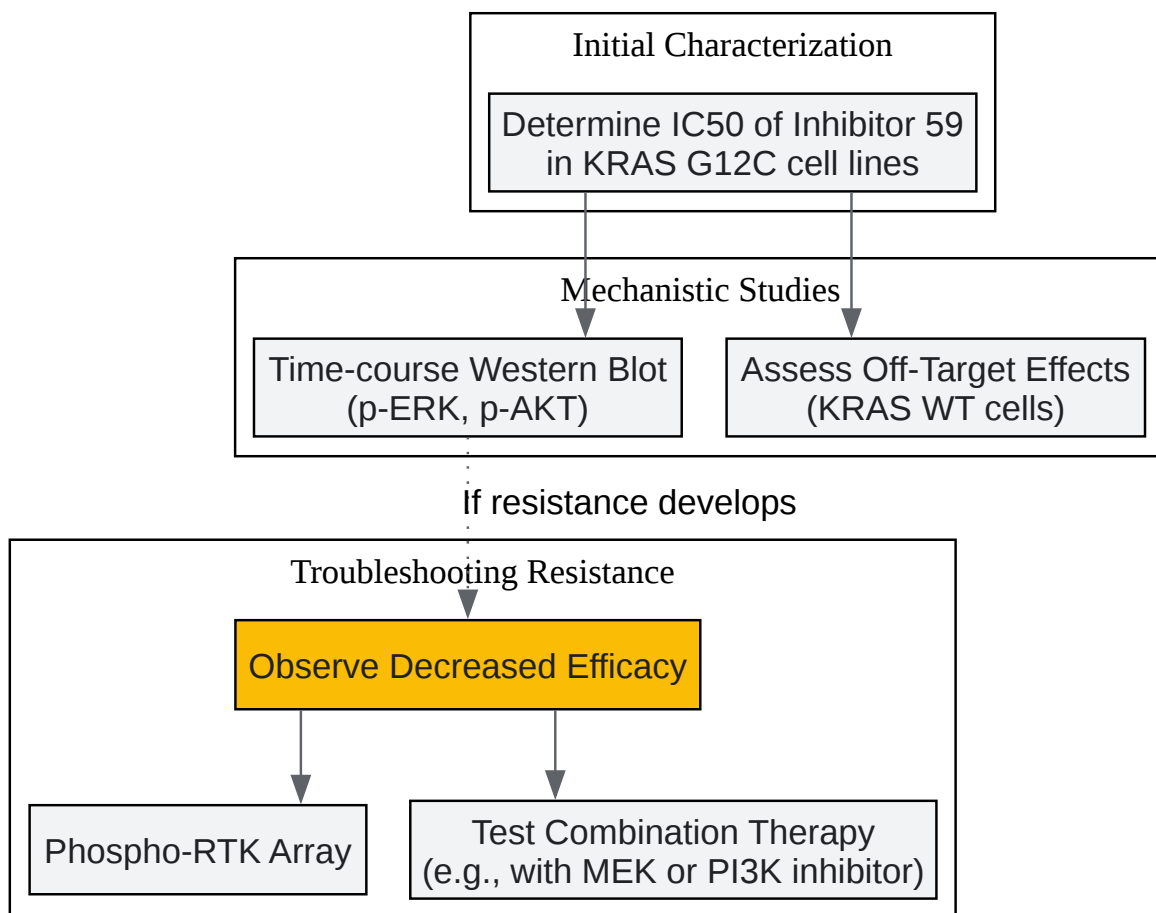 Initial Characterization
Determine IC50 of Inhibitor 59
in KRAS G12C cell lines
Mechanistic Studies
Time-course Western Blot
(p-ERK, p-AKT)
Assess Off-Target Effects
(KRAS WT cells)
If resistance develops
Troubleshooting Resistance
Observe Decreased Efficacy
Phospho-RTK Array
Test Combination Therapy
(e.g., with MEK or PI3K inhibitor)